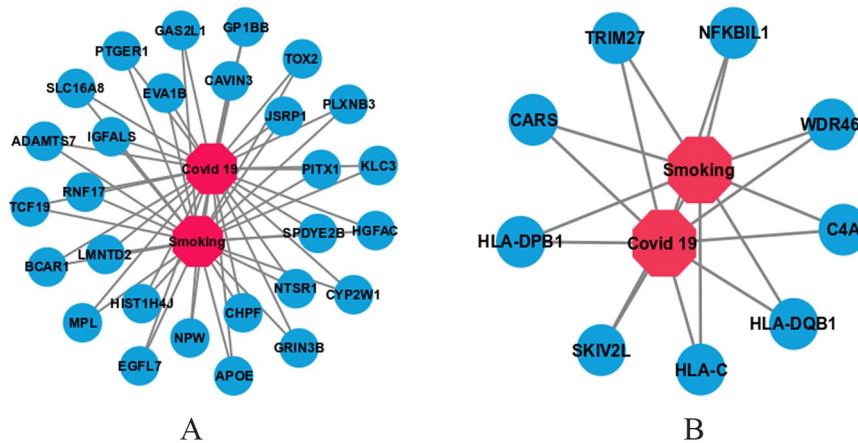 GP1BB
GAS2L1
PTGER1
TOX2
CAVIN3
SLC16A8
EVA1B
PLXNB3
JSRP1
ADAMTS7
IGFALS
Covid 19
PITX1
KLC3
RNF17
TCF19
HGFAC
SPDYE2B
Smoking
LMNTD2
BCAR1
NTSR1
CYP2W1
HIST1H4J
CHPF
MPL
NPW
GRIN3B
EGFL7
APOE
A
NFKBIL1
TRIM27
CARS
WDR46
Smoking
C4A
HLA-DPB1
Covid 19
HLA-DQB1
SKIV2L
HLA-C
B